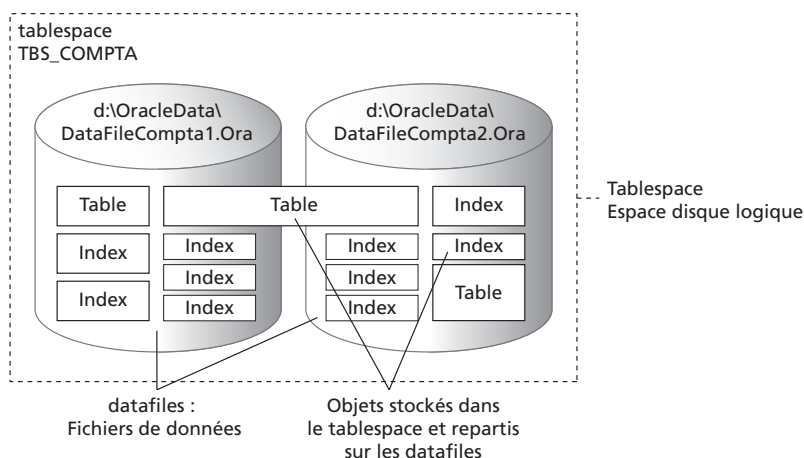 tablespace
TBS_COMPTA
d:\OracleData\
DataFileCompta1.Ora
d:\OracleData\
DataFileCompta2.Ora
Table
Table
Index
Index
Index
Index
Index
Index
Index
Index
Index
Index
Index
Table
Tablespace
Espace disque logique
datafiles :
Fichiers de données
Objets stockés dans
le tablespace et repartis
sur les datafiles